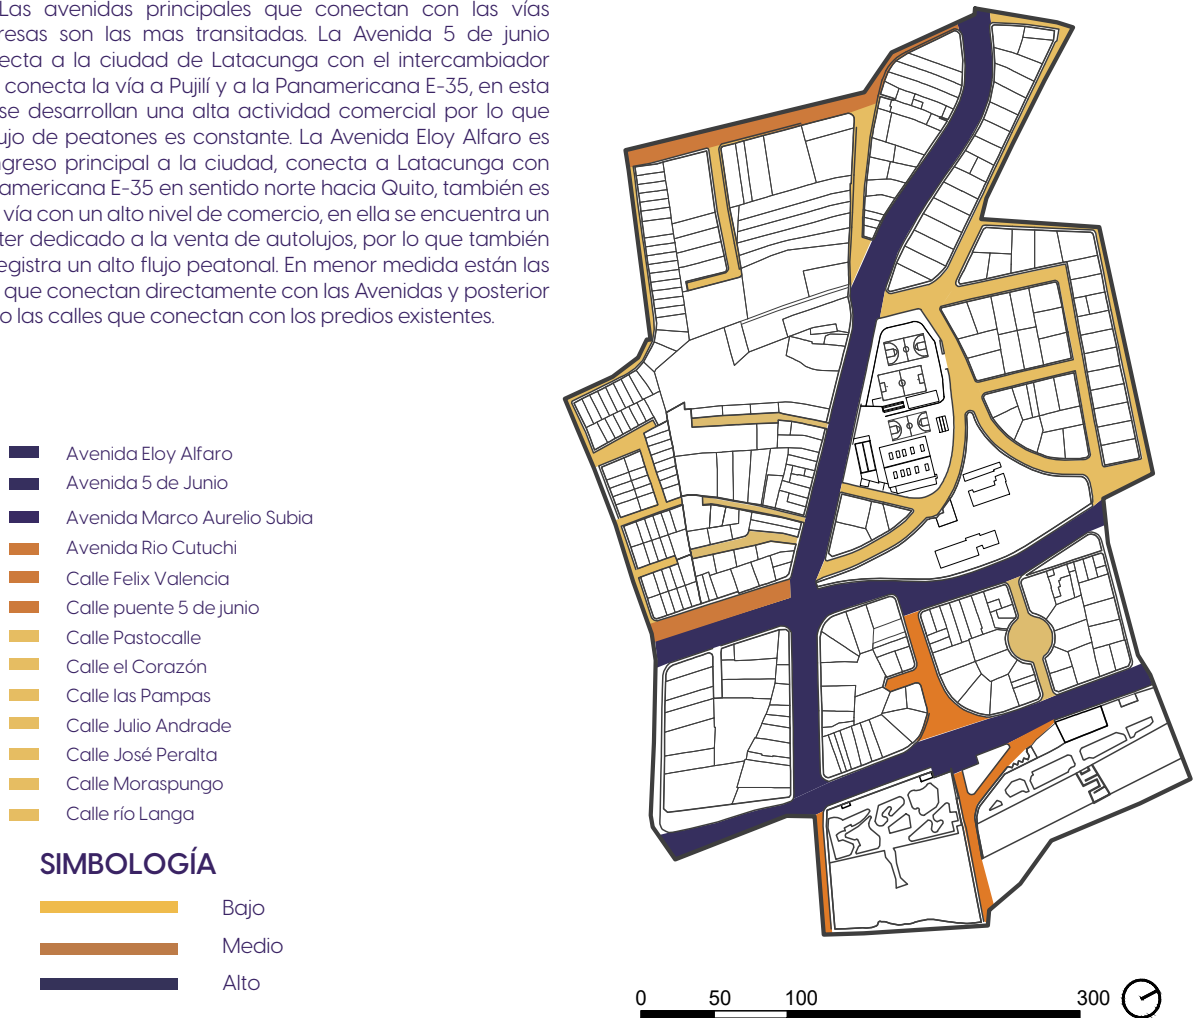 Las avenidas principales que conectan con las vías
resas son las mas transitadas. La Avenida 5 de junio
ecta a la ciudad de Latacunga con el intercambiador
conecta la vía a Pujilí y a la Panamericana E-35, en esta
se desarrollan una alta actividad comercial por lo que
ujo de peatones es constante. La Avenida Eloy Alfaro es
ngreso principal a la ciudad, conecta a Latacunga con
americana E-35 en sentido norte hacia Quito, también es
vía con un alto nivel de comercio, en ella se encuentra un
ter dedicado a la venta de autolujos, por lo que también
egistra un alto flujo peatonal. En menor medida están las
que conectan directamente con las Avenidas y posterior
o las calles que conectan con los predios existentes.
Avenida Eloy Alfaro
Avenida 5 de Junio
Avenida Marco Aurelio Subia
Avenida Rio Cutuchi
Calle Felix Valencia
Calle puente 5 de junio
Calle Pastocalle
Calle el Corazón
Calle las Pampas
Calle Julio Andrade
Calle José Peralta
Calle Moraspungo
Calle río Langa
SIMBOLOGÍA
Bajo
Medio
Alto
0 50 100 300